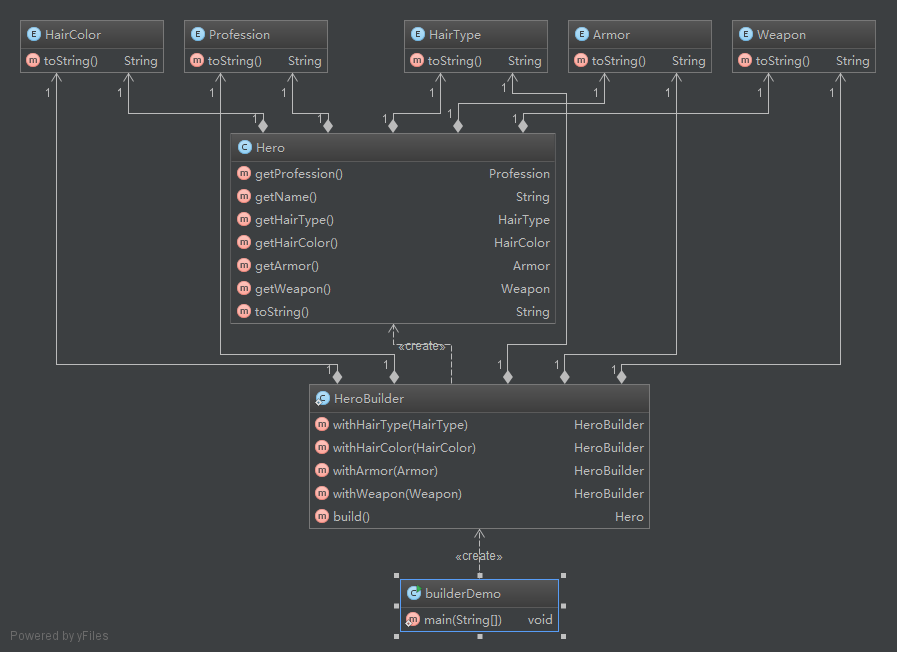 E HairColor
m toString() String
E Profession
m toString() String
E HairType
m toString() String
E Armor
m toString() String
E Weapon
m toString() String
1 1 1 1 1 1 1 1 1 1
1 1 1 1 1
C Hero
m getProfession() Profession
m getName() String
m getHairType() HairType
m getHairColor() HairColor
m getArmor() Armor
m getWeapon() Weapon
m toString() String
«create»
1 1 1 1 1
C HeroBuilder
m withHairType(HairType) HeroBuilder
m withHairColor(HairColor) HeroBuilder
m withArmor(Armor) HeroBuilder
m withWeapon(Weapon) HeroBuilder
m build() Hero
«create»
C builderDemo
m main(String[]) void
Powered by yFiles